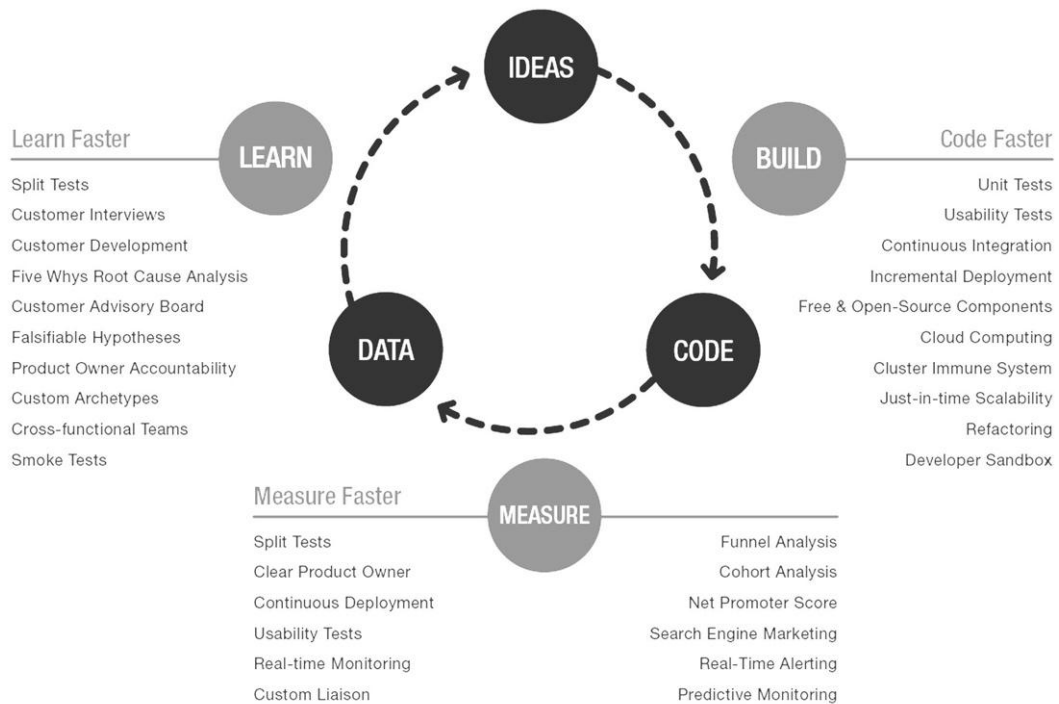 IDEAS
LEARN
BUILD
DATA
CODE
MEASURE
Learn Faster
Split Tests
Customer Interviews
Customer Development
Five Whys Root Cause Analysis
Customer Advisory Board
Falsifiable Hypotheses
Product Owner Accountability
Custom Archetypes
Cross-functional Teams
Smoke Tests
Code Faster
Unit Tests
Usability Tests
Continuous Integration
Incremental Deployment
Free & Open-Source Components
Cloud Computing
Cluster Immune System
Just-in-time Scalability
Refactoring
Developer Sandbox
Measure Faster
Split Tests
Clear Product Owner
Continuous Deployment
Usability Tests
Real-time Monitoring
Custom Liaison
Funnel Analysis
Cohort Analysis
Net Promoter Score
Search Engine Marketing
Real-Time Alerting
Predictive Monitoring